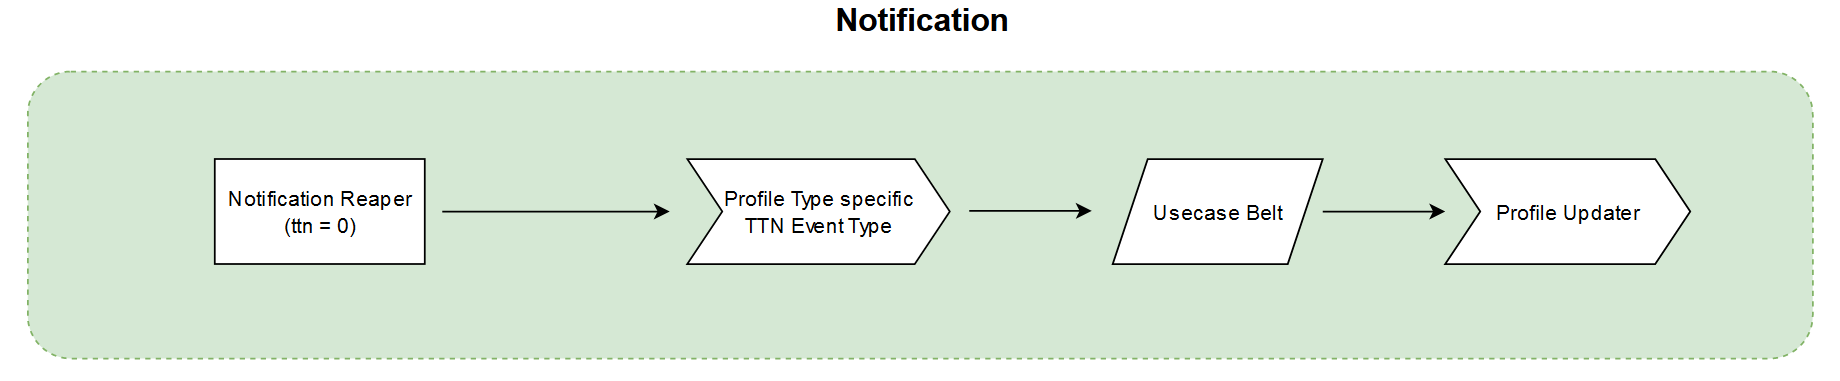 Notification
Notification Reaper
(ttn = 0)
Profile Type specific
TTN Event Type
Usecase Belt
Profile Updater